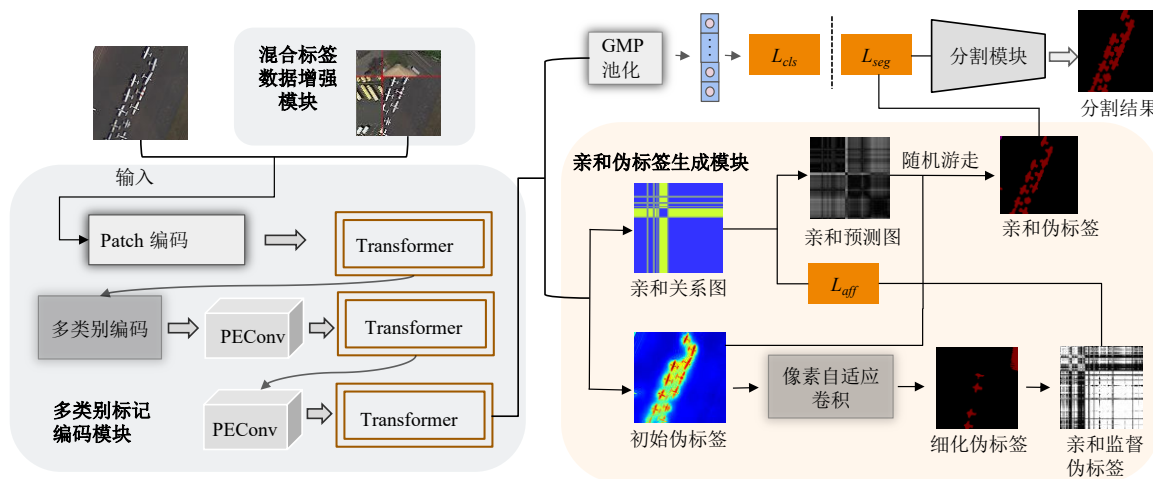 混合标签
数据增强
模块
输入
Patch 编码
Transformer
多类别编码
PEConv
Transformer
多类别标记
编码模块
PEConv
Transformer
GMP
池化
L_cls
L_seg
分割模块
分割结果
亲和伪标签生成模块
随机游走
亲和关系图
亲和预测图
亲和伪标签
L_aff
初始伪标签
像素自适应
卷积
细化伪标签
亲和监督
伪标签